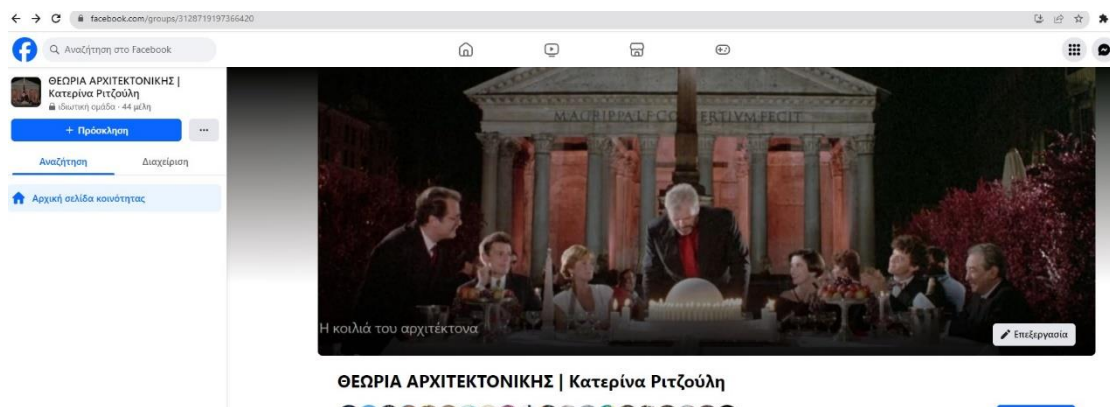 facebook.com/groups/3128719197366420
Αναζήτηση στο Facebook
ΘΕΩΡΙΑ ΑΡΧΙΤΕΚΤΟΝΙΚΗΣ |
Κατερίνα Ριτζούλη
ιδιωτική ομάδα · 44 μέλη
+ Πρόσκληση
Αναζήτηση
Διαχείριση
Αρχική σελίδα κοινότητας
M·AGRIPPA·L·F·COS·TERTIVM·FECIT
Η κοιλιά του αρχιτέκτονα
Επεξεργασία
ΘΕΩΡΙΑ ΑΡΧΙΤΕΚΤΟΝΙΚΗΣ | Κατερίνα Ριτζούλη